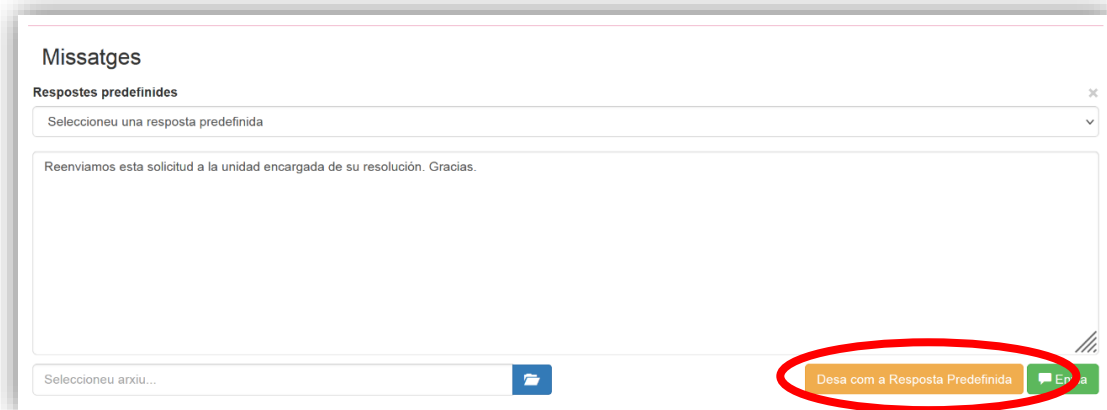 Missatges
Respostes predefinides
×
Seleccioneu una resposta predefinida
Reenviamos esta solicitud a la unidad encargada de su resolución. Gracias.
Seleccioneu arxiu...
Desa com a Resposta Predefinida
Envia